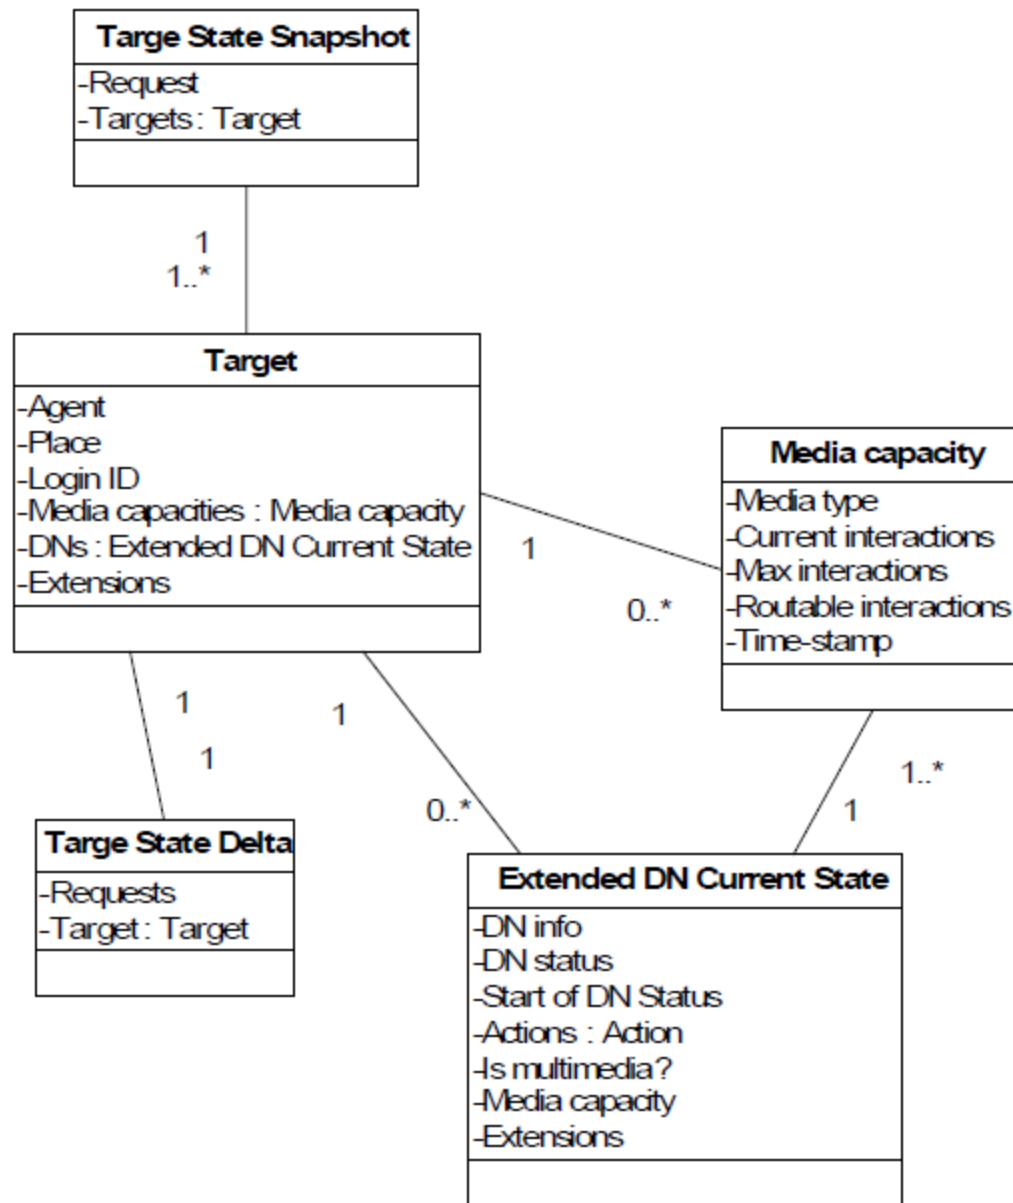 Targe State Snapshot
-Request
-Targets : Target
1
1..*
Target
-Agent
-Place
-Login ID
-Media capacities : Media capacity
-DNs : Extended DN Current State
-Extensions
Media capacity
-Media type
-Current interactions
-Max interactions
-Routable interactions
-Time-stamp
1
0..*
1
1
1
0..*
1..*
1
Targe State Delta
-Requests
-Target : Target
Extended DN Current State
-DN info
-DN status
-Start of DN Status
-Actions : Action
-Is multimedia?
-Media capacity
-Extensions